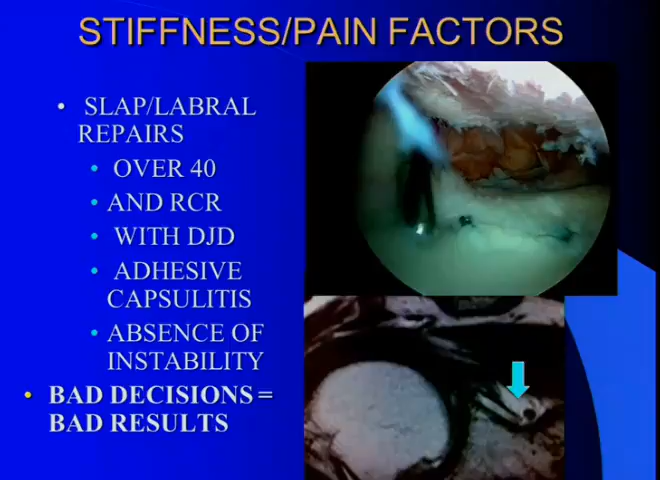 STIFFNESS/PAIN FACTORS
• SLAP/LABRAL
REPAIRS
• OVER 40
• AND RCR
• WITH DJD
• ADHESIVE
CAPSULITIS
• ABSENCE OF
INSTABILITY
• BAD DECISIONS =
BAD RESULTS